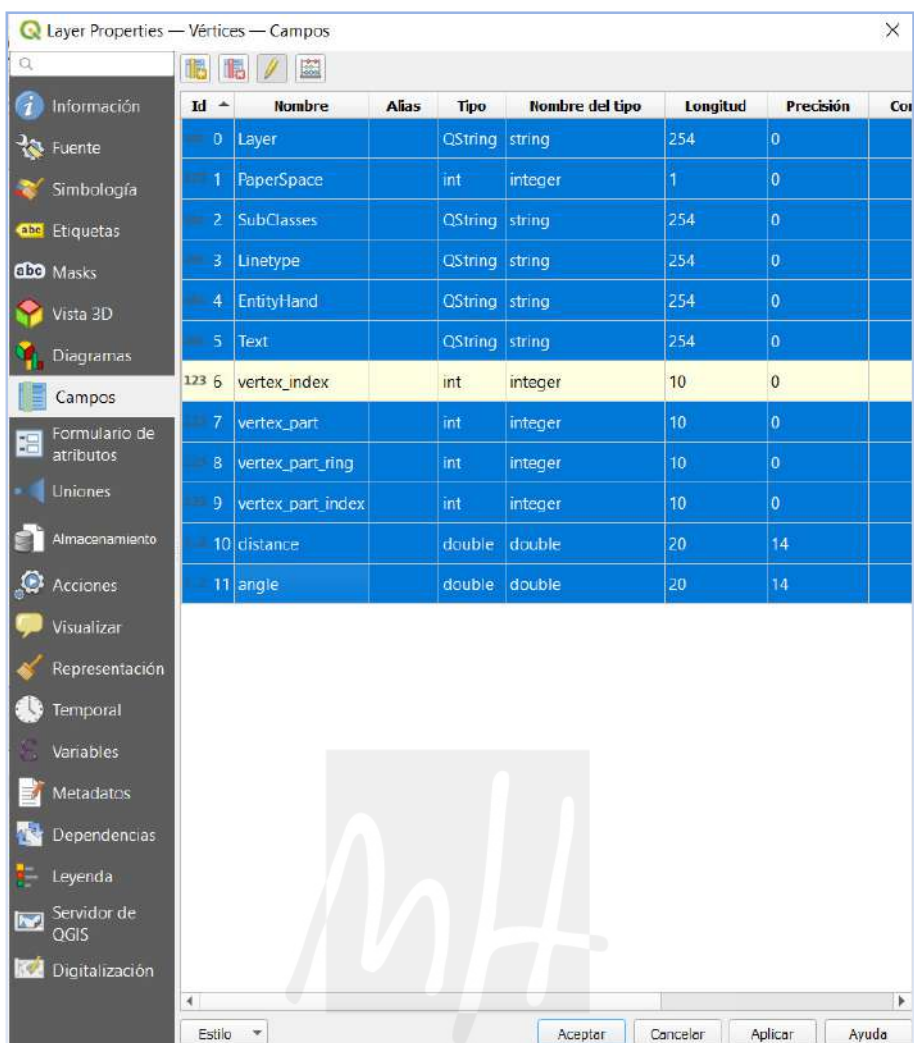 Layer Properties — Vértices — Campos
Información
Fuente
Simbología
abc Etiquetas
abc Masks
Vista 3D
Diagramas
Campos
Formulario de
atributos
Uniones
Almacenamiento
Acciones
Visualizar
Representación
Temporal
Variables
Metadatos
Dependencias
Leyenda
Servidor de
QGIS
Digitalización
Id Nombre Alias Tipo Nombre del tipo Longitud Precisión Cor
0 Layer QString string 254 0
1 PaperSpace int integer 1 0
2 SubClasses QString string 254 0
3 Linetype QString string 254 0
4 EntityHand QString string 254 0
5 Text QString string 254 0
123 6 vertex_index int integer 10 0
7 vertex_part int integer 10 0
8 vertex_part_ring int integer 10 0
9 vertex_part_index int integer 10 0
10 distance double double 20 14
11 angle double double 20 14
MH
Estilo Aceptar Cancelar Aplicar Ayuda